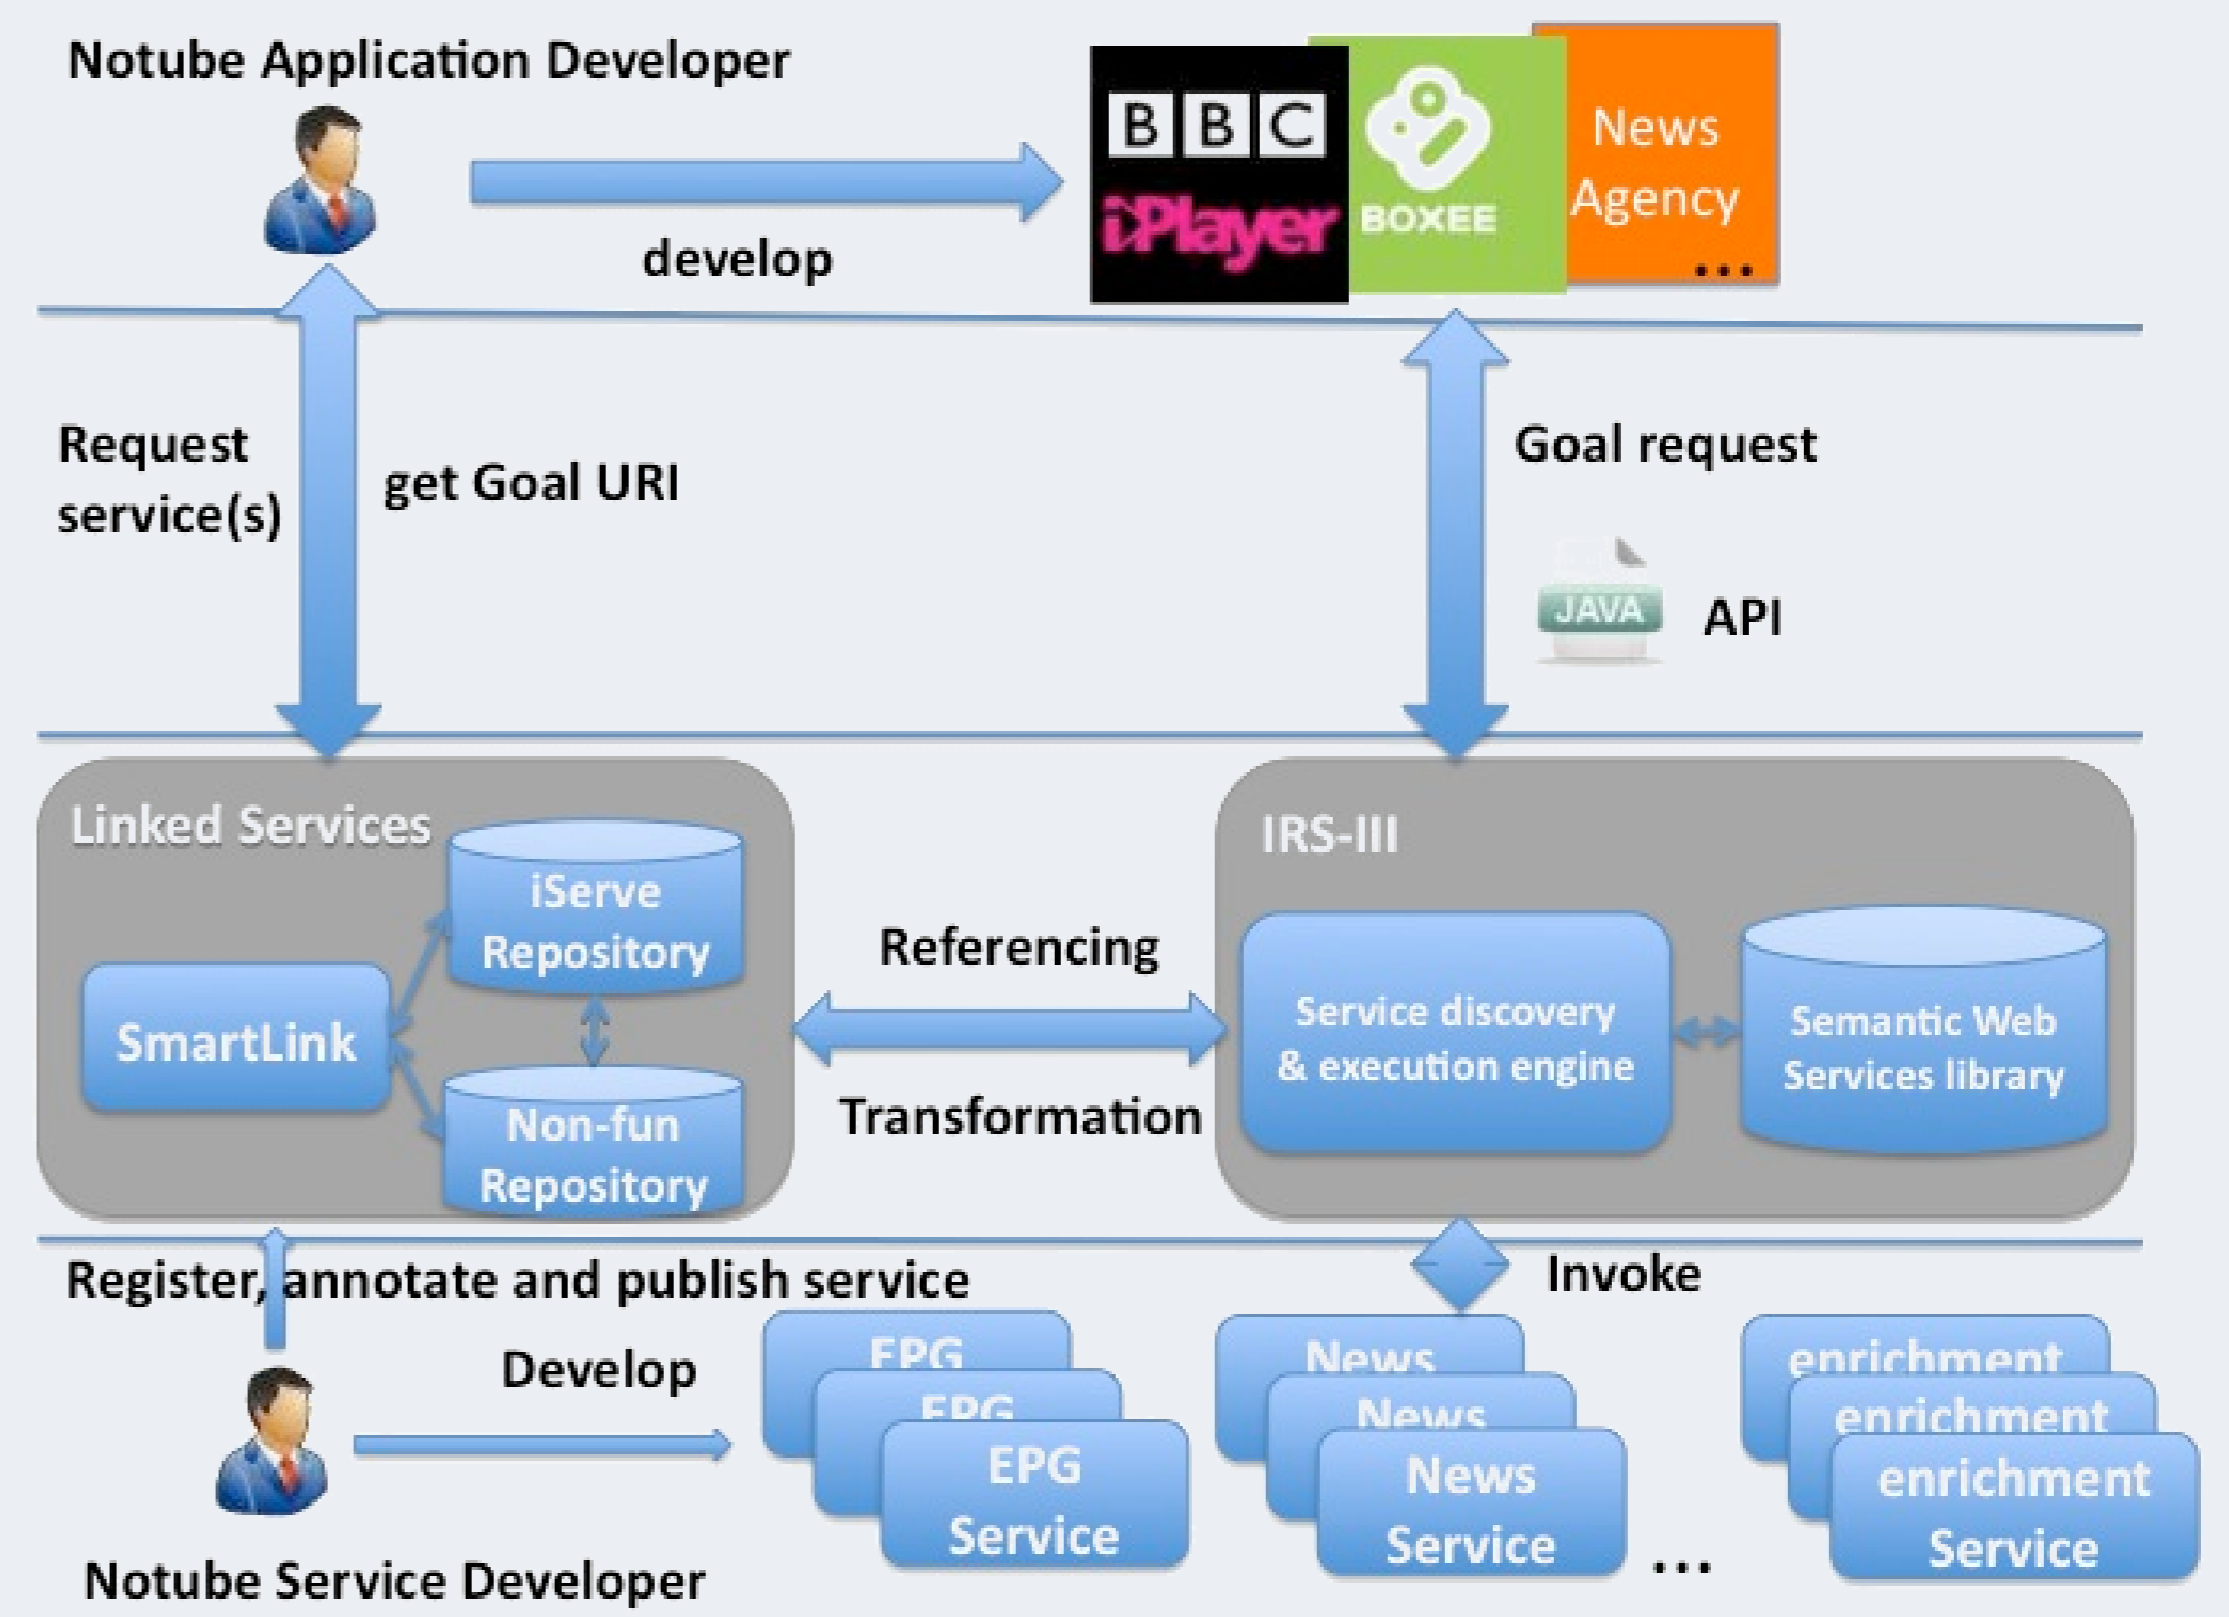 Notube Application Developer
BBC
iPlayer
BOXEE
News
Agency
...
develop
Request
service(s)
get Goal URI
Goal request
JAVA
API
Linked Services
iServe
Repository
SmartLink
Non-fun
Repository
Referencing
Transformation
IRS-III
Service discovery
& execution engine
Semantic Web
Services library
Register, annotate and publish service
Invoke
Develop
EPG
EPG
EPG
Service
News
News
News
Service
...
enrichment
enrichment
enrichment
Service
Notube Service Developer